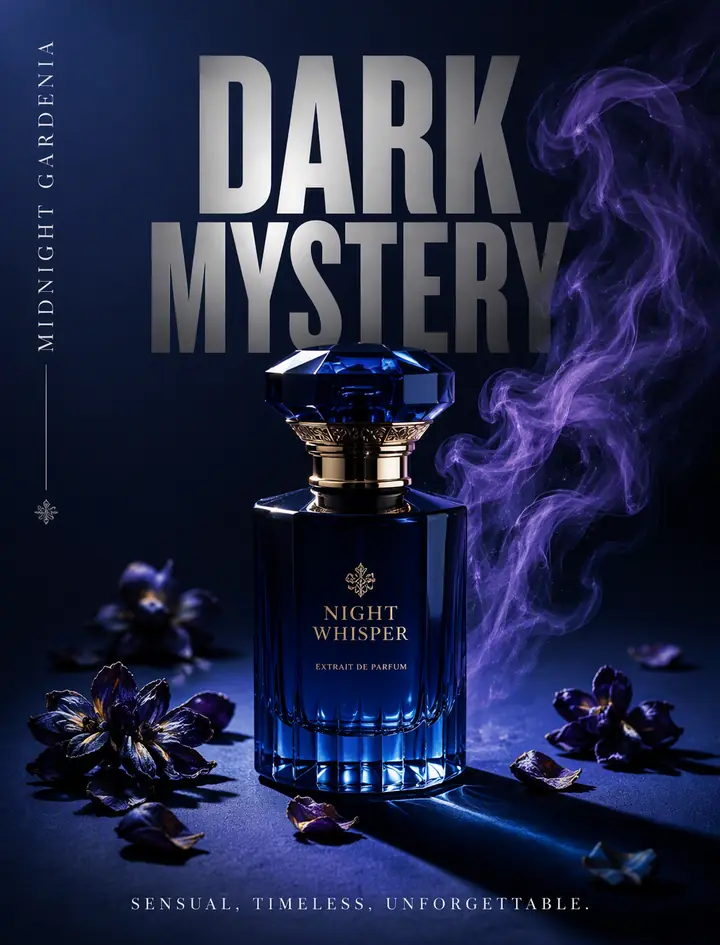 MIDNIGHT GARDENIA
DARK
MYSTERY
NIGHT
WHISPER
EXTRAIT DE PARFUM
SENSUAL, TIMELESS, UNFORGETTABLE.